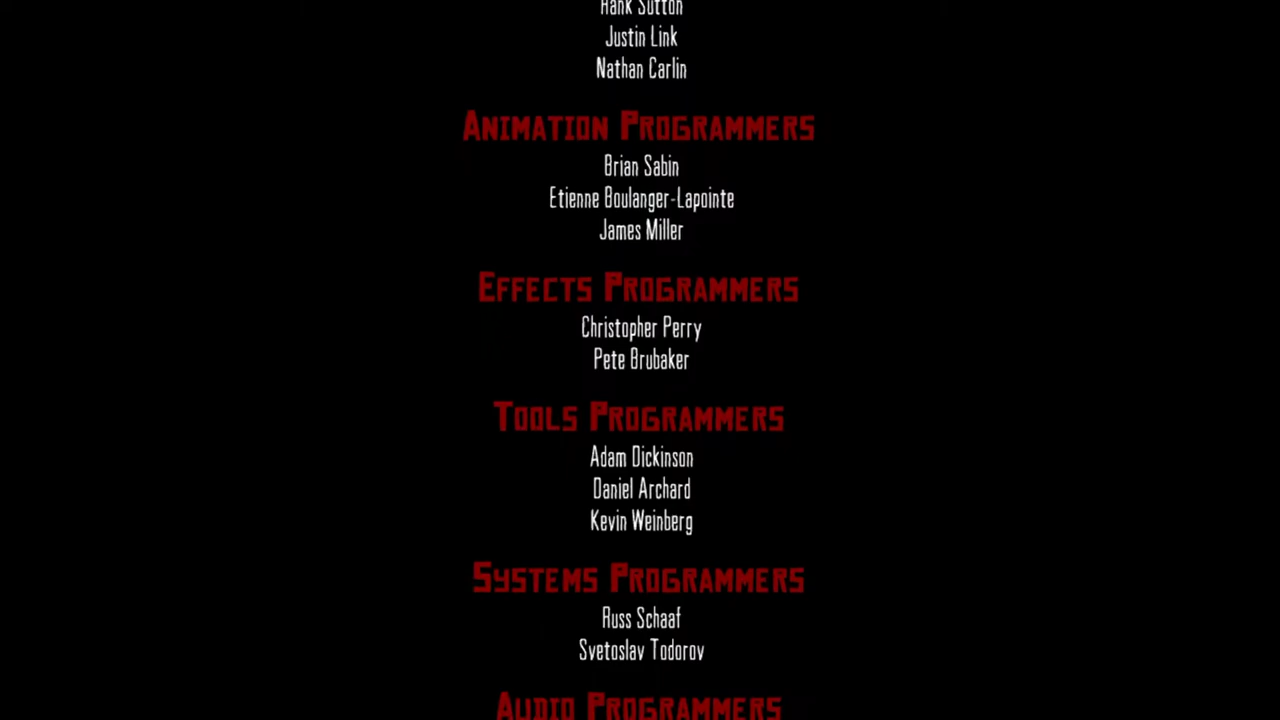 Hank Sutton
Justin Link
Nathan Carlin
Animation Programmers
Brian Sabin
Etienne Boulanger-Lapointe
James Miller
Effects Programmers
Christopher Perry
Pete Brubaker
Tools Programmers
Adam Dickinson
Daniel Archard
Kevin Weinberg
Systems Programmers
Russ Schaaf
Svetoslav Todorov
Audio Programmers